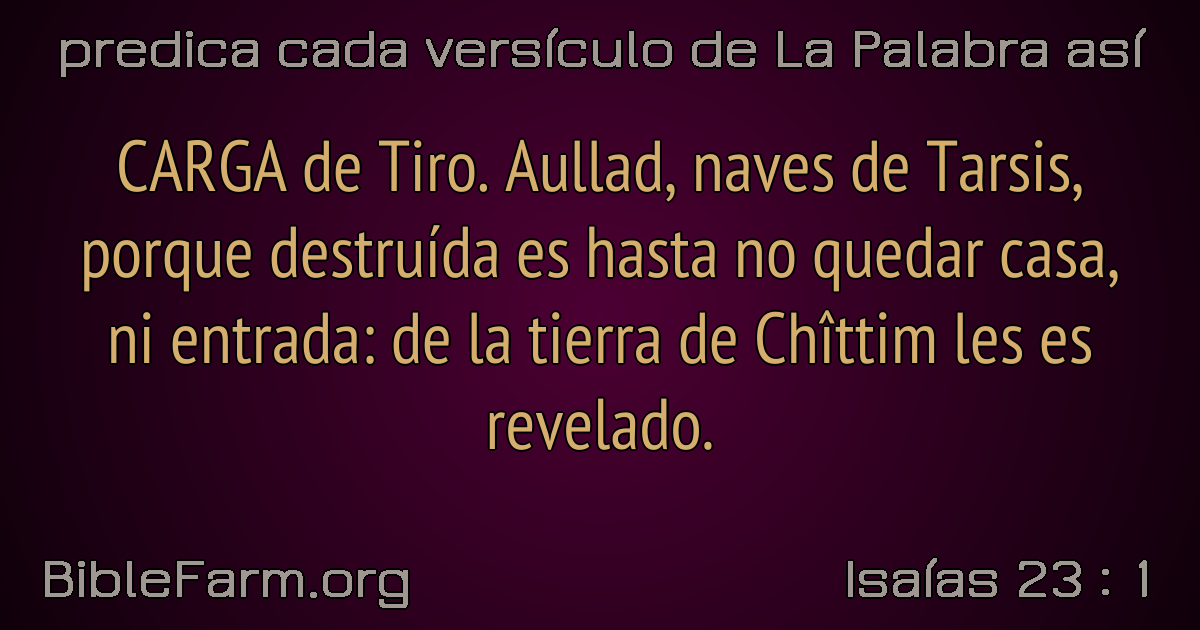 predica cada versículo de La Palabra así
CARGA de Tiro. Aullad, naves de Tarsis,
porque destruída es hasta no quedar casa,
ni entrada: de la tierra de Chîttim les es
revelado.
BibleFarm.org
Isaías 23 : 1